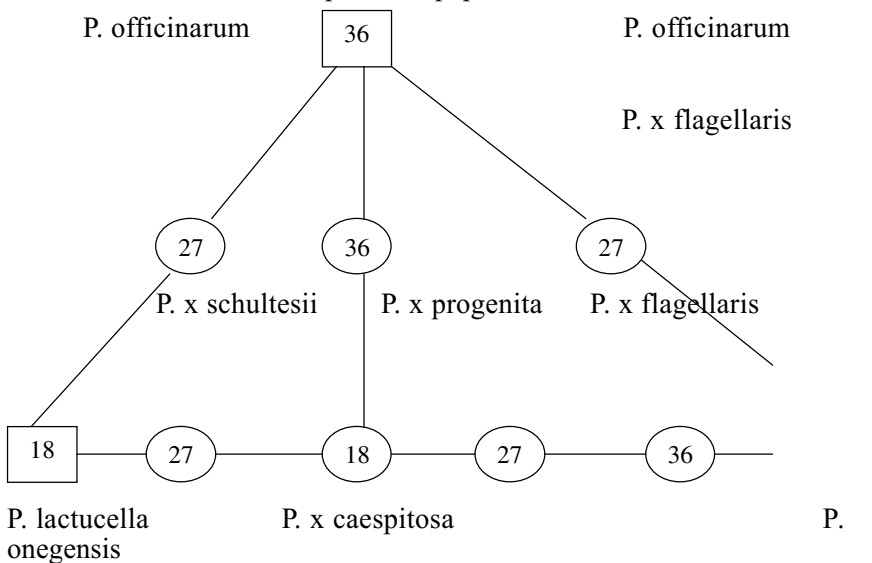 P. officinarum
36
P. officinarum
P. x flagellaris
27
36
27
P. x schultesii
P. x progenita
P. x flagellaris
18
27
18
27
36
P. lactucella
onegensis
P. x caespitosa
P.